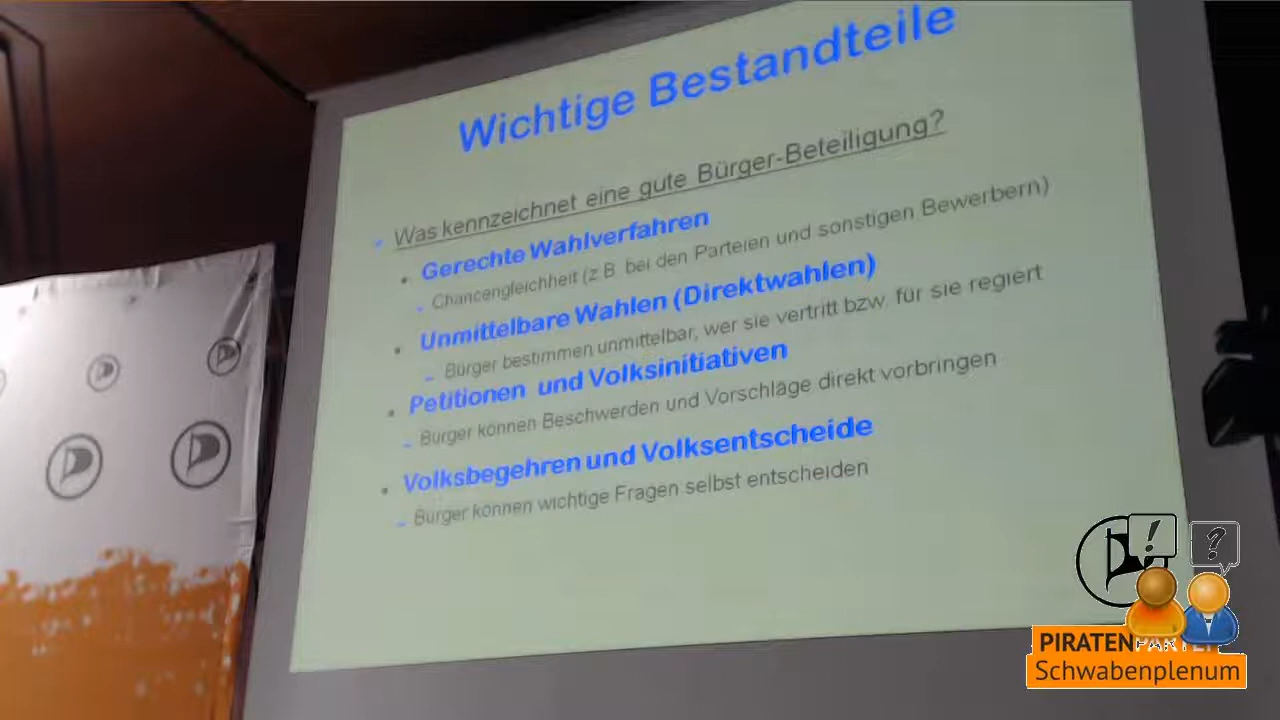 Wichtige Bestandteile
Was kennzeichnet eine gute Bürger-Beteiligung?
Gerechte Wahlverfahren
Chancengleichheit (z.B. bei den Parteien und sonstigen Bewerbern)
Unmittelbare Wahlen (Direktwahlen)
Bürger bestimmen unmittelbar, wer sie vertritt bzw. für sie regiert
Petitionen und Volksinitiativen
Bürger können Beschwerden und Vorschläge direkt vorbringen
Volksbegehren und Volksentscheide
Bürger können wichtige Fragen selbst entscheiden
! ?
PIRATENPARTEI
Schwabenplenum